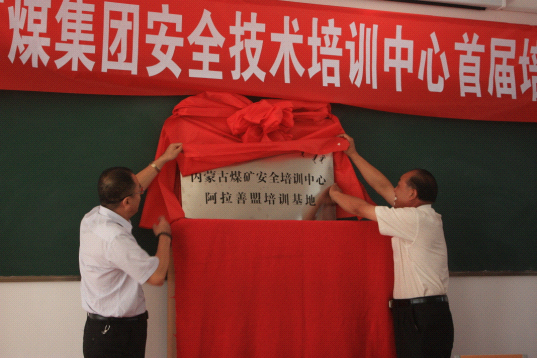 煤集团安全技术培训中心首届培
内蒙古煤矿安全培训中心
阿拉善盟培训基地